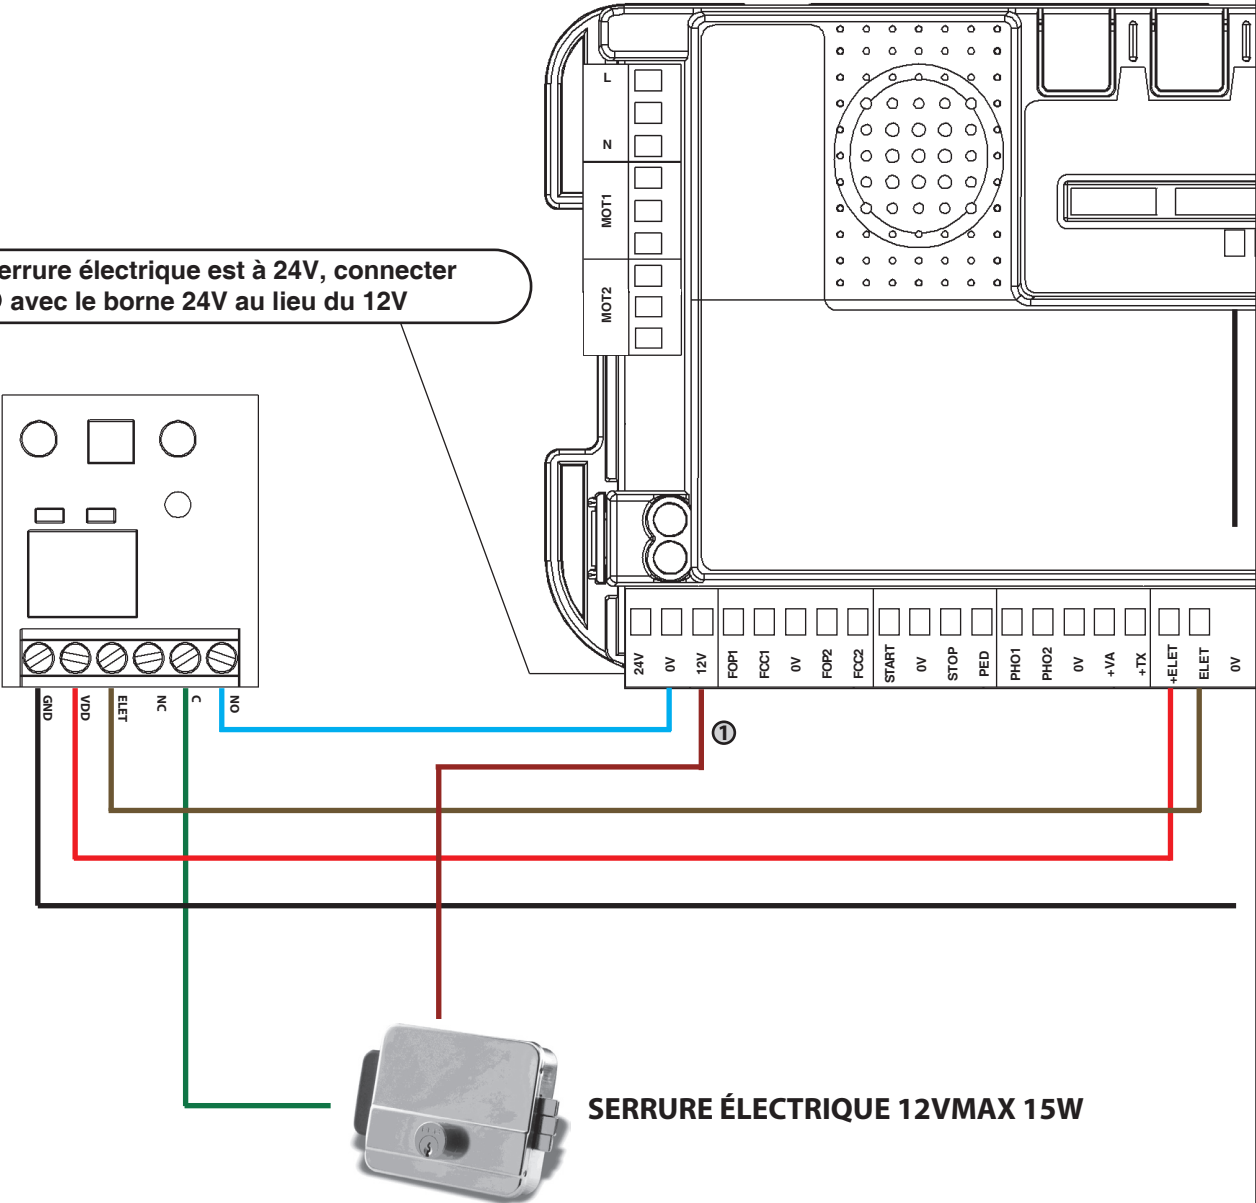 L
N
MOT1
MOT2
errure électrique est à 24V, connecter
avec le borne 24V au lieu du 12V
24V
0V
12V
FOP1
FCC1
0V
FOP2
FCC2
START
0V
STOP
PED
PHO1
PHO2
0V
+VA
+TX
+ELET
ELET
0V
GND
VDD
ELET
NC
C
NO
1
SERRURE ÉLECTRIQUE 12VMAX 15W